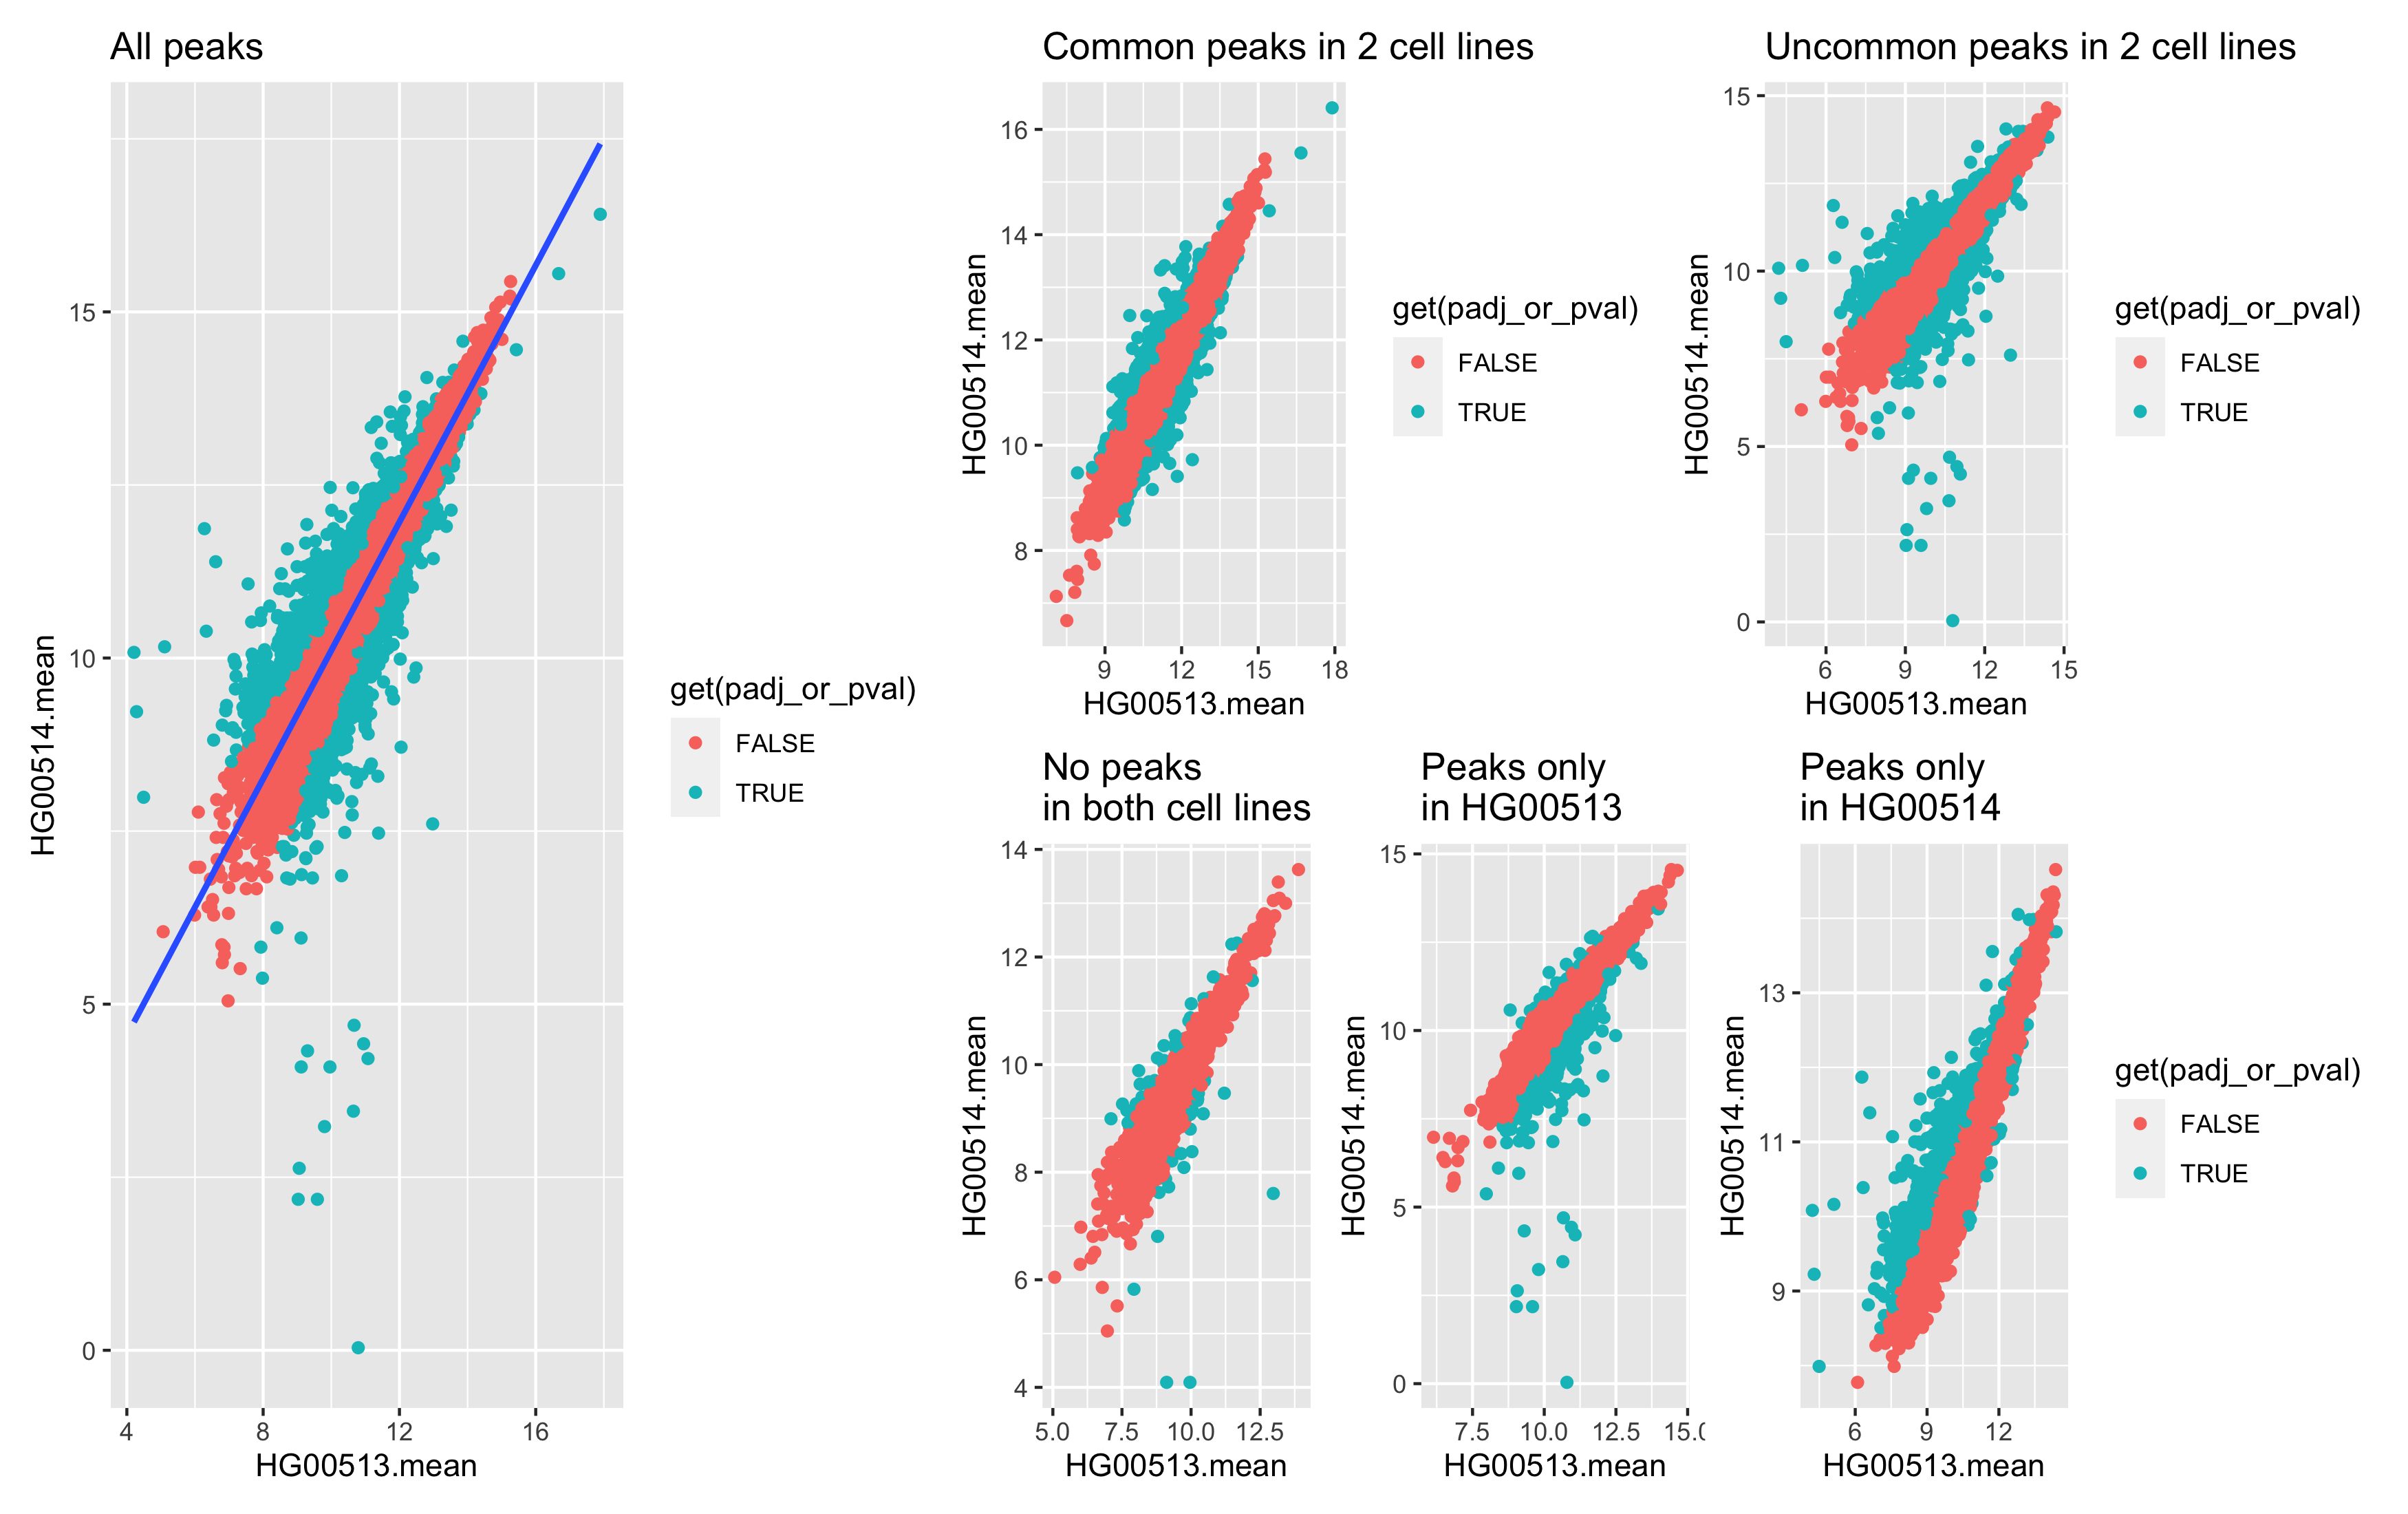 All peaks
HG00514.mean
15
10
5
0
4 8 12 16
HG00513.mean
get(padj_or_pval)
FALSE
TRUE
Common peaks in 2 cell lines
HG00514.mean
16
14
12
10
8
9 12 15 18
HG00513.mean
get(padj_or_pval)
FALSE
TRUE
Uncommon peaks in 2 cell lines
HG00514.mean
15
10
5
0
6 9 12 15
HG00513.mean
get(padj_or_pval)
FALSE
TRUE
No peaks
in both cell lines
HG00514.mean
14
12
10
8
6
4
5.0 7.5 10.0 12.5
HG00513.mean
Peaks only
in HG00513
HG00514.mean
15
10
5
0
7.5 10.0 12.5 15.0
HG00513.mean
Peaks only
in HG00514
HG00514.mean
13
11
9
6 9 12
HG00513.mean
get(padj_or_pval)
FALSE
TRUE